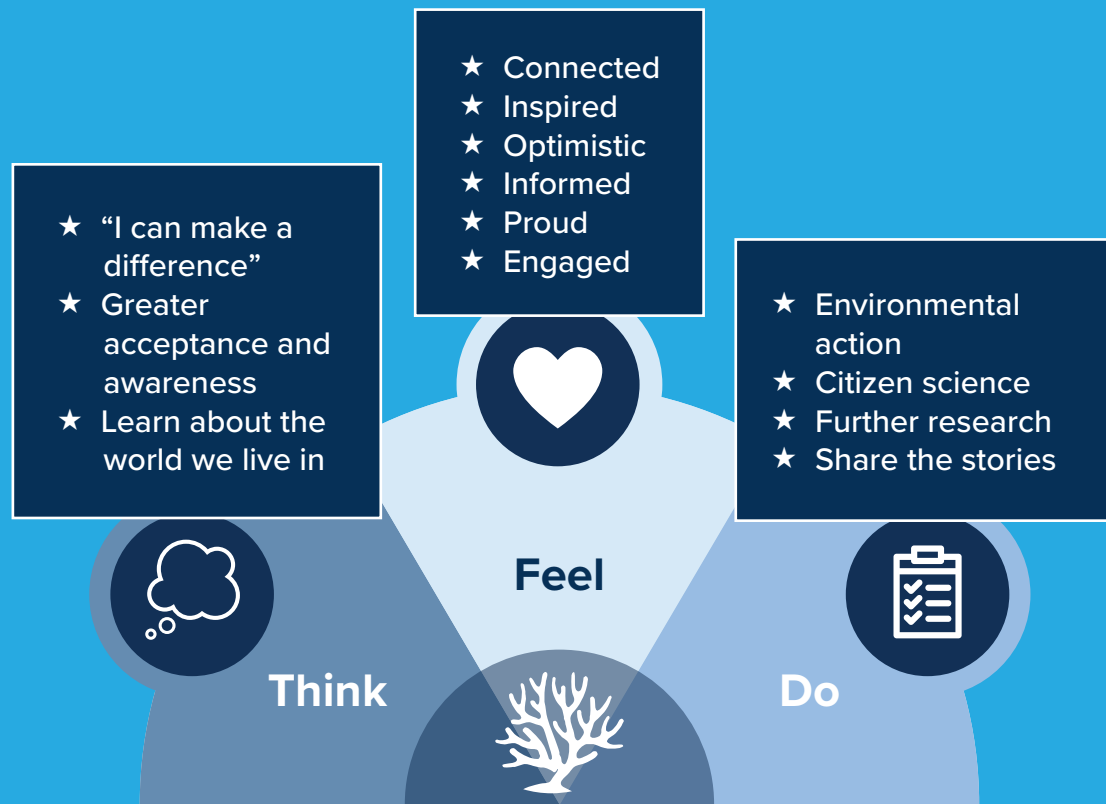 ★ Connected
★ Inspired
★ Optimistic
★ Informed
★ Proud
★ Engaged
★ “I can make a
difference”
★ Greater
acceptance and
awareness
★ Learn about the
world we live in
★ Environmental
action
★ Citizen science
★ Further research
★ Share the stories
Feel
Think
Do